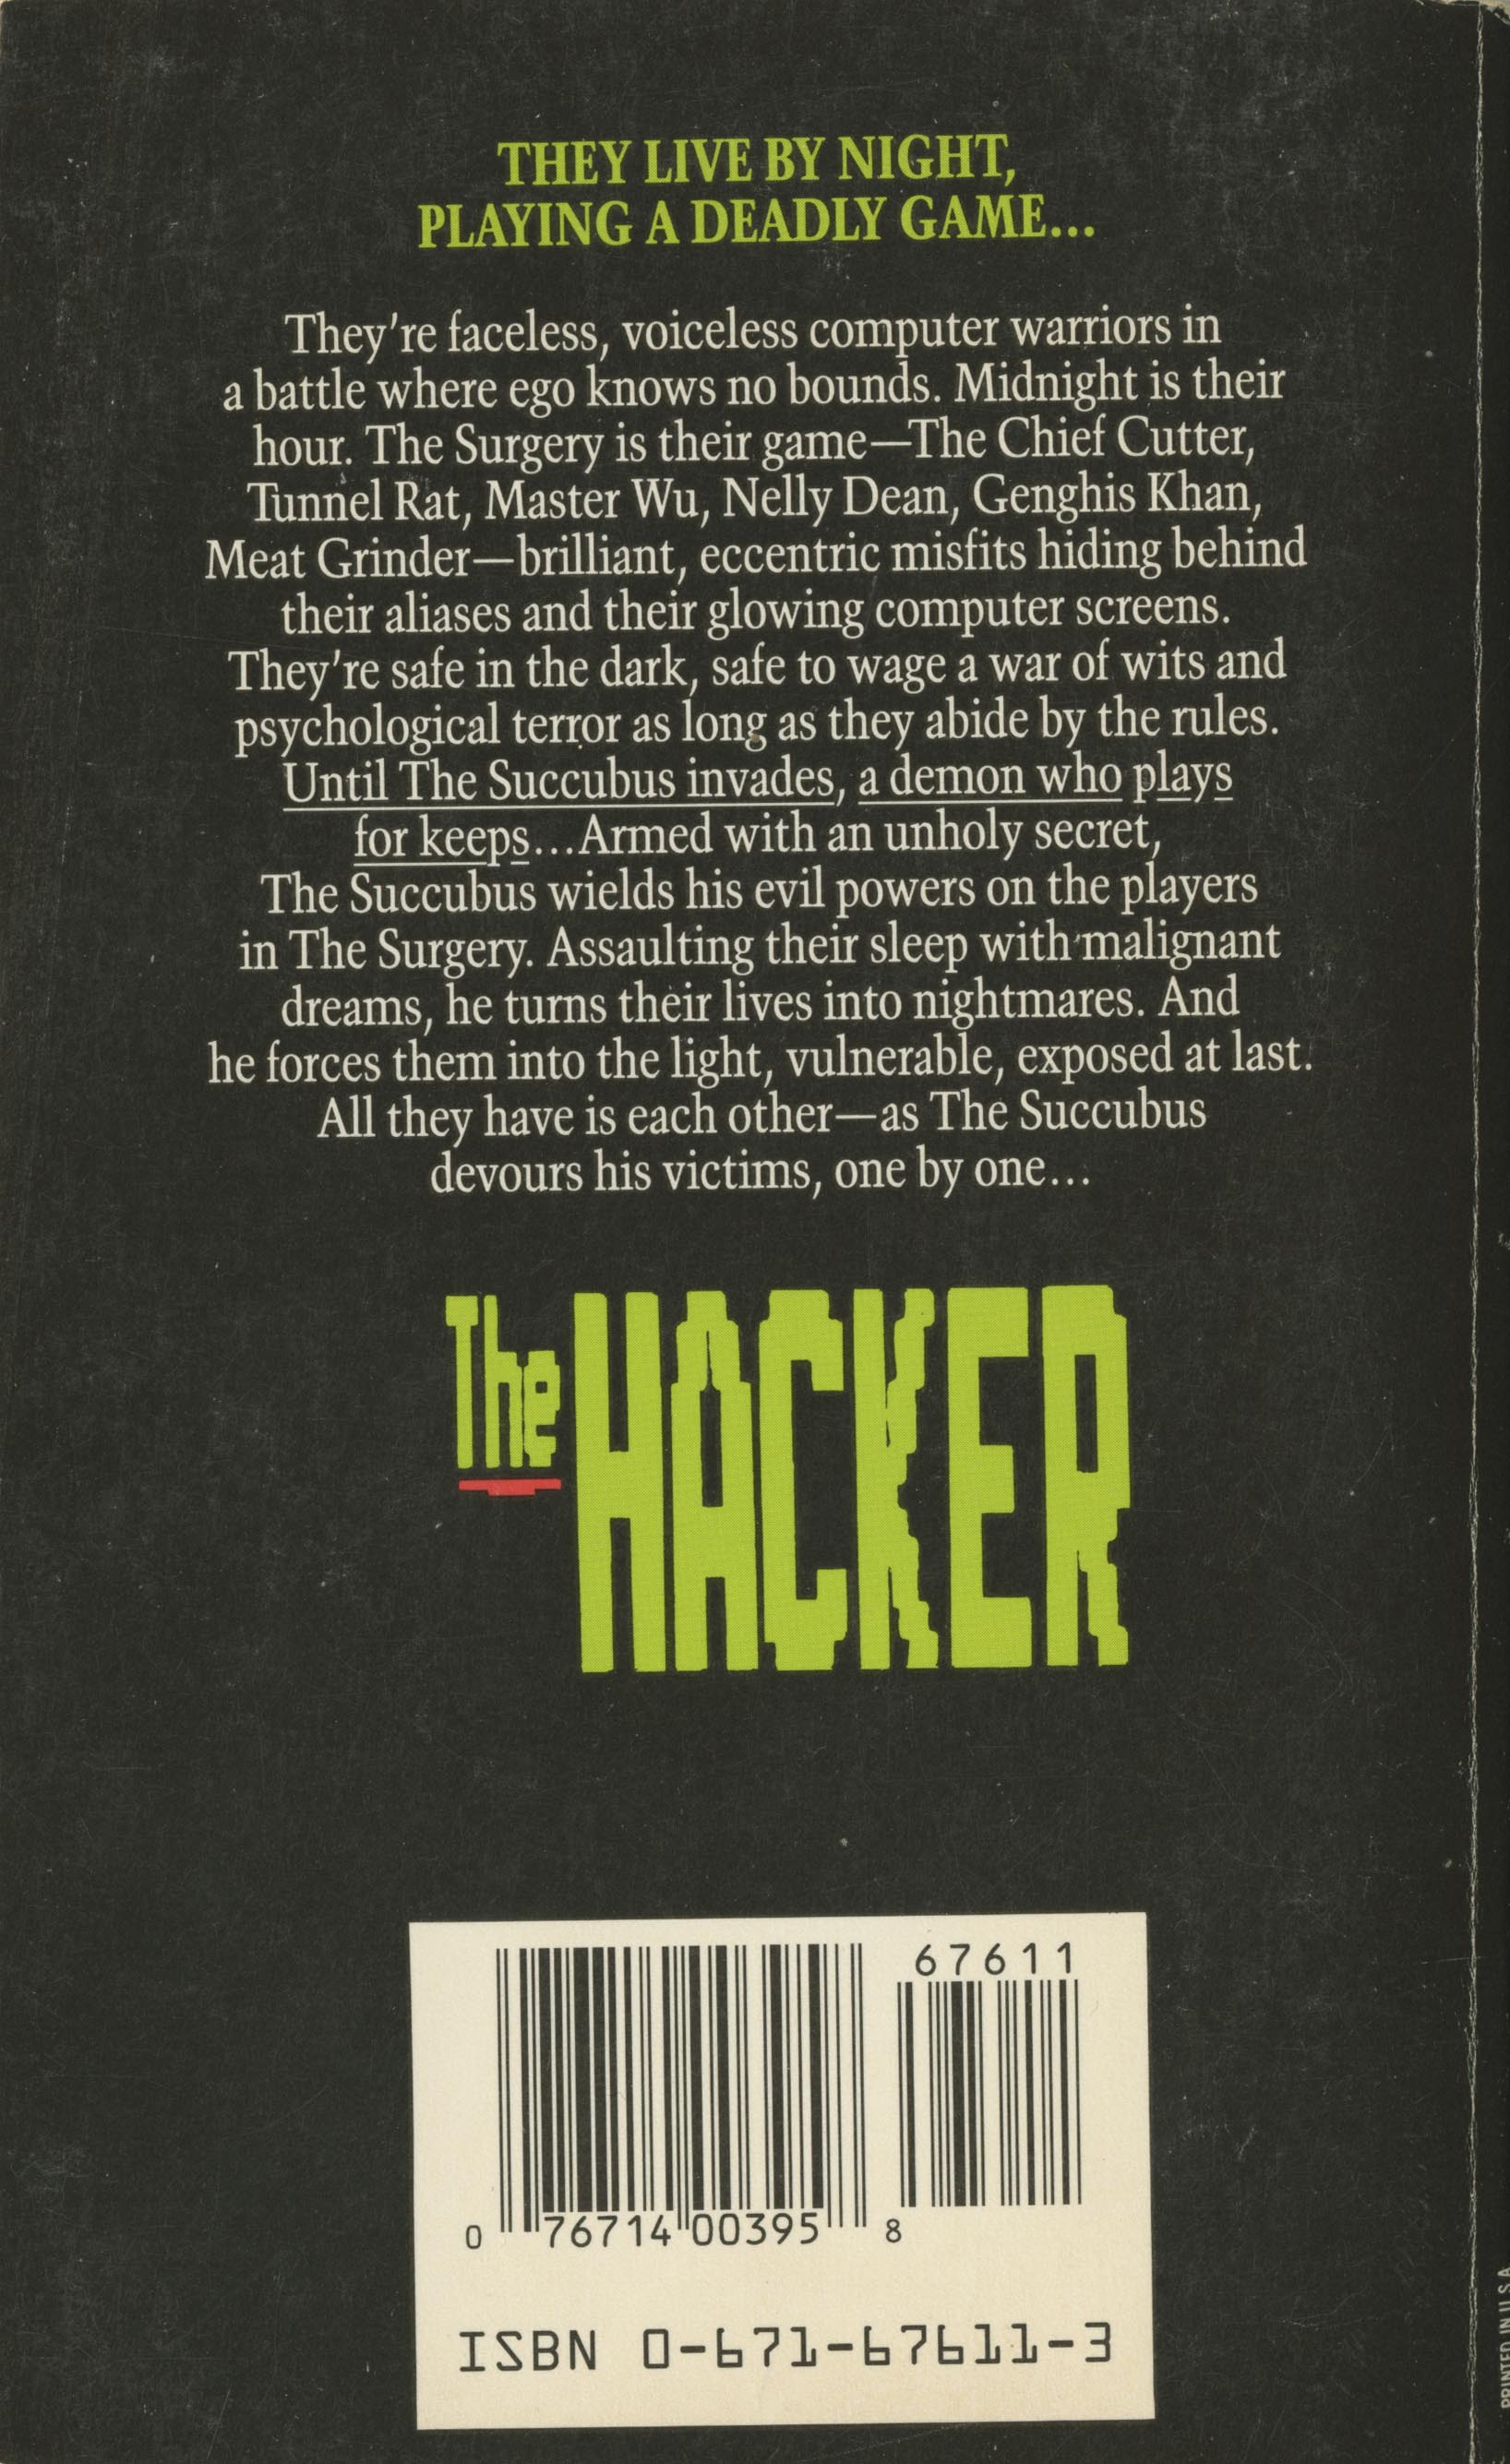 THEY LIVE BY NIGHT,
PLAYING A DEADLY GAME...
They're faceless, voiceless computer warriors in
a battle where ego knows no bounds. Midnight is their
hour. The Surgery is their game—The Chief Cutter,
Tunnel Rat, Master Wu, Nelly Dean, Genghis Khan,
Meat Grinder—brilliant, eccentric misfits hiding behind
their aliases and their glowing computer screens.
They're safe in the dark, safe to wage a war of wits and
psychological terror as long as they abide by the rules.
Until The Succubus invades, a demon who plays
for keeps...Armed with an unholy secret,
The Succubus wields his evil powers on the players
in The Surgery. Assaulting their sleep with malignant
dreams, he turns their lives into nightmares. And
he forces them into the light, vulnerable, exposed at last.
All they have is each other—as The Succubus
devours his victims, one by one...
The HACKER
67611
0 76714 00395 8
ISBN 0-671-67611-3
PRINTED IN U.S.A.